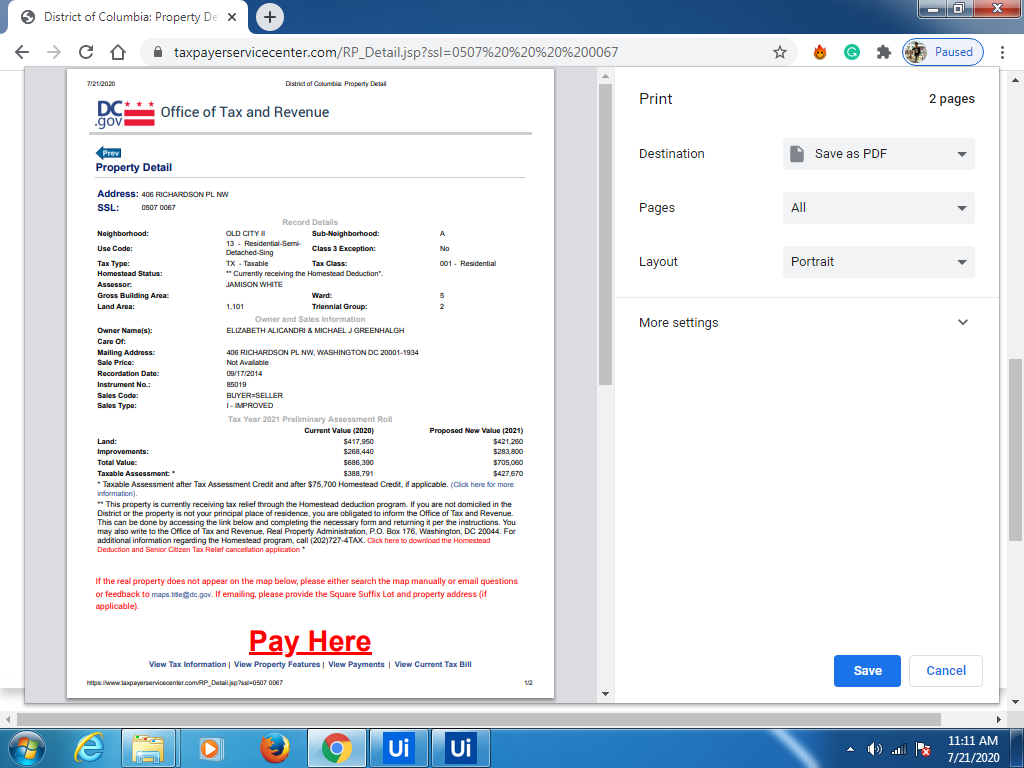 District of Columbia: Property De
taxpayerservicecenter.com/RP_Detail.jsp?ssl=0507%20%20%20%200067
Paused
7/21/2020 District of Columbia: Property Detail
DC
.gov
Office of Tax and Revenue
Prev
Property Detail
Address: 406 RICHARDSON PL NW
SSL: 0507 0067
Record Details
Neighborhood: OLD CITY II Sub-Neighborhood: A
Use Code: 13 - Residential-Semi-Detached-Sing Class 3 Exception: No
Tax Type: TX - Taxable Tax Class: 001 - Residential
Homestead Status: ** Currently receiving the Homestead Deduction*.
Assessor: JAMISON WHITE
Gross Building Area: Ward: 5
Land Area: 1,101 Triennial Group: 2
Owner and Sales Information
Owner Name(s): ELIZABETH ALICANDRI & MICHAEL J GREENHALGH
Care Of:
Mailing Address: 406 RICHARDSON PL NW, WASHINGTON DC 20001-1934
Sale Price: Not Available
Recordation Date: 09/17/2014
Instrument No.: 85019
Sales Code: BUYER=SELLER
Sales Type: I - IMPROVED
Tax Year 2021 Preliminary Assessment Roll
Current Value (2020) Proposed New Value (2021)
Land: $417,950 $421,260
Improvements: $268,440 $283,800
Total Value: $686,390 $705,060
Taxable Assessment: * $388,791 $427,670
* Taxable Assessment after Tax Assessment Credit and after $75,700 Homestead Credit, if applicable. (Click here for more
information).
** This property is currently receiving tax relief through the Homestead deduction program. If you are not domiciled in the
District or the property is not your principal place of residence, you are obligated to inform the Office of Tax and Revenue.
This can be done by accessing the link below and completing the necessary form and returning it per the instructions. You
may also write to the Office of Tax and Revenue, Real Property Administration, P.O. Box 176, Washington, DC 20044. For
additional information regarding the Homestead program, call (202)727-4TAX. Click here to download the Homestead
Deduction and Senior Citizen Tax Relief cancellation application *
If the real property does not appear on the map below, please either search the map manually or email questions
or feedback to maps.title@dc.gov. If emailing, please provide the Square Suffix Lot and property address (if
applicable).
Pay Here
View Tax Information | View Property Features | View Payments | View Current Tax Bill
https://www.taxpayerservicecenter.com/RP_Detail.jsp?ssl=0507 0067 1/2
Print 2 pages
Destination Save as PDF
Pages All
Layout Portrait
More settings
Save Cancel
Ui Ui
11:11 AM
7/21/2020